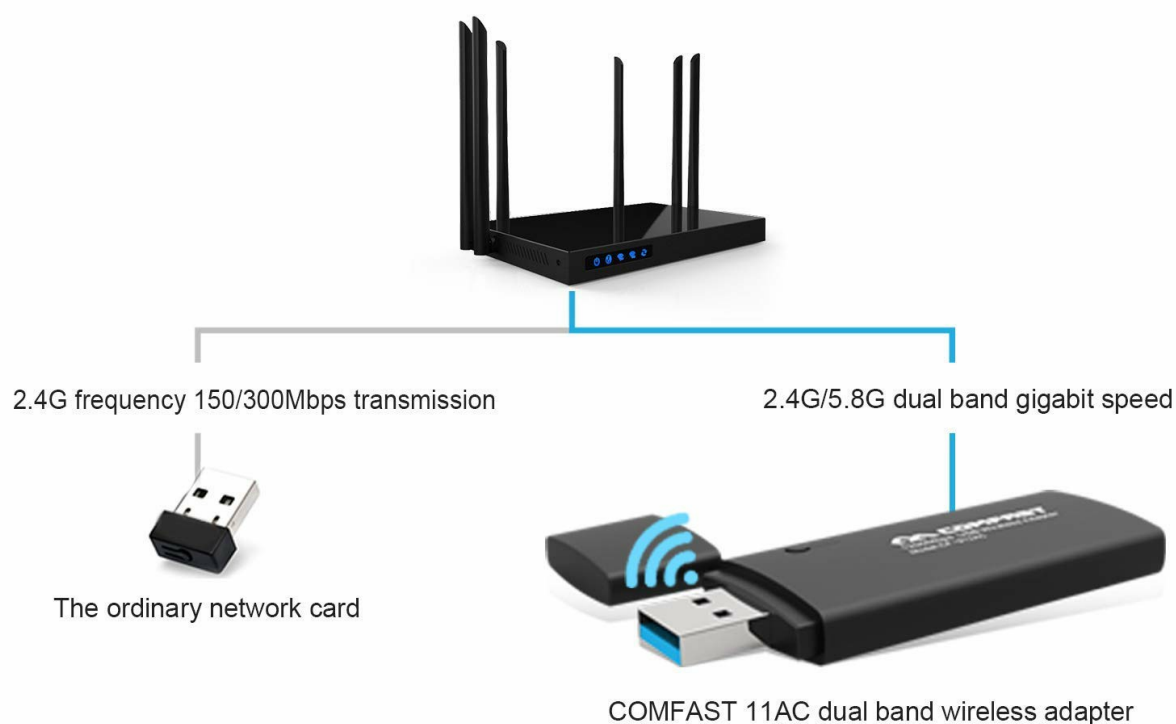 2.4G frequency 150/300Mbps transmission
2.4G/5.8G dual band gigabit speed
COMFAST
The ordinary network card
COMFAST 11AC dual band wireless adapter